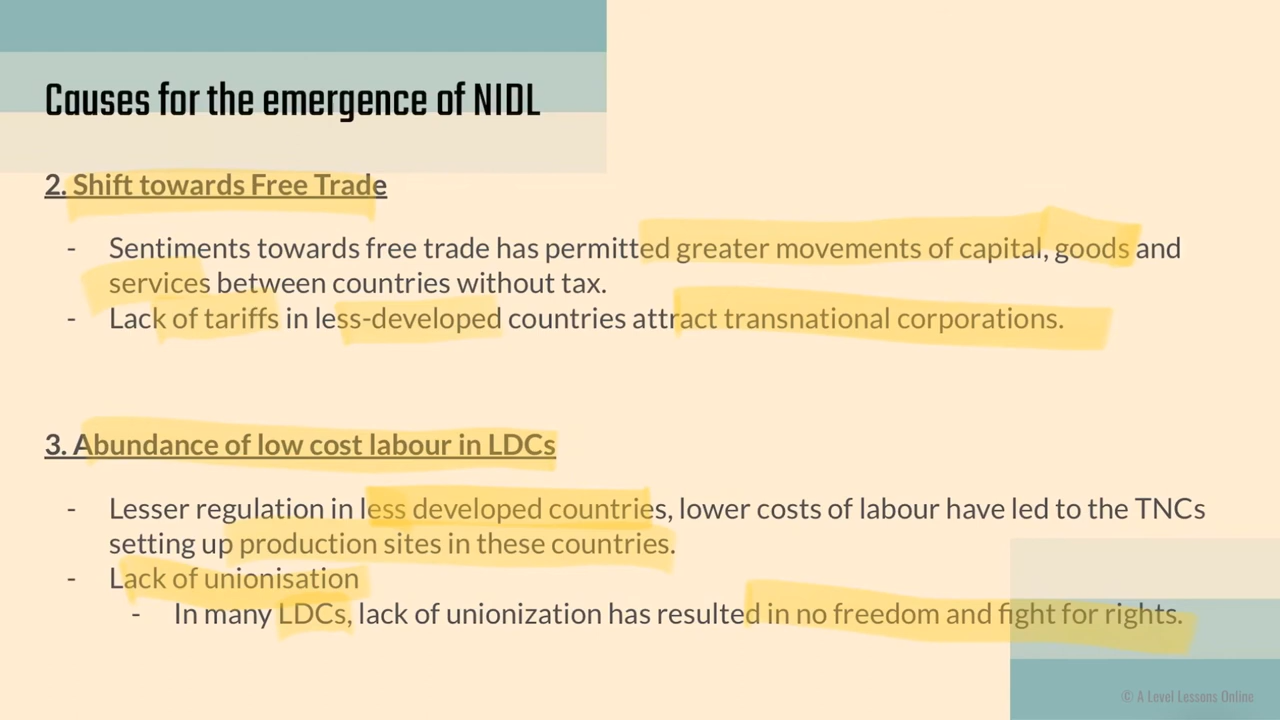 Causes for the emergence of NIDL
2. Shift towards Free Trade
- Sentiments towards free trade has permitted greater movements of capital, goods and
services between countries without tax.
- Lack of tariffs in less-developed countries attract transnational corporations.
3. Abundance of low cost labour in LDCs
- Lesser regulation in less developed countries, lower costs of labour have led to the TNCs
setting up production sites in these countries.
- Lack of unionisation
- In many LDCs, lack of unionization has resulted in no freedom and fight for rights.
© A Level Lessons Online